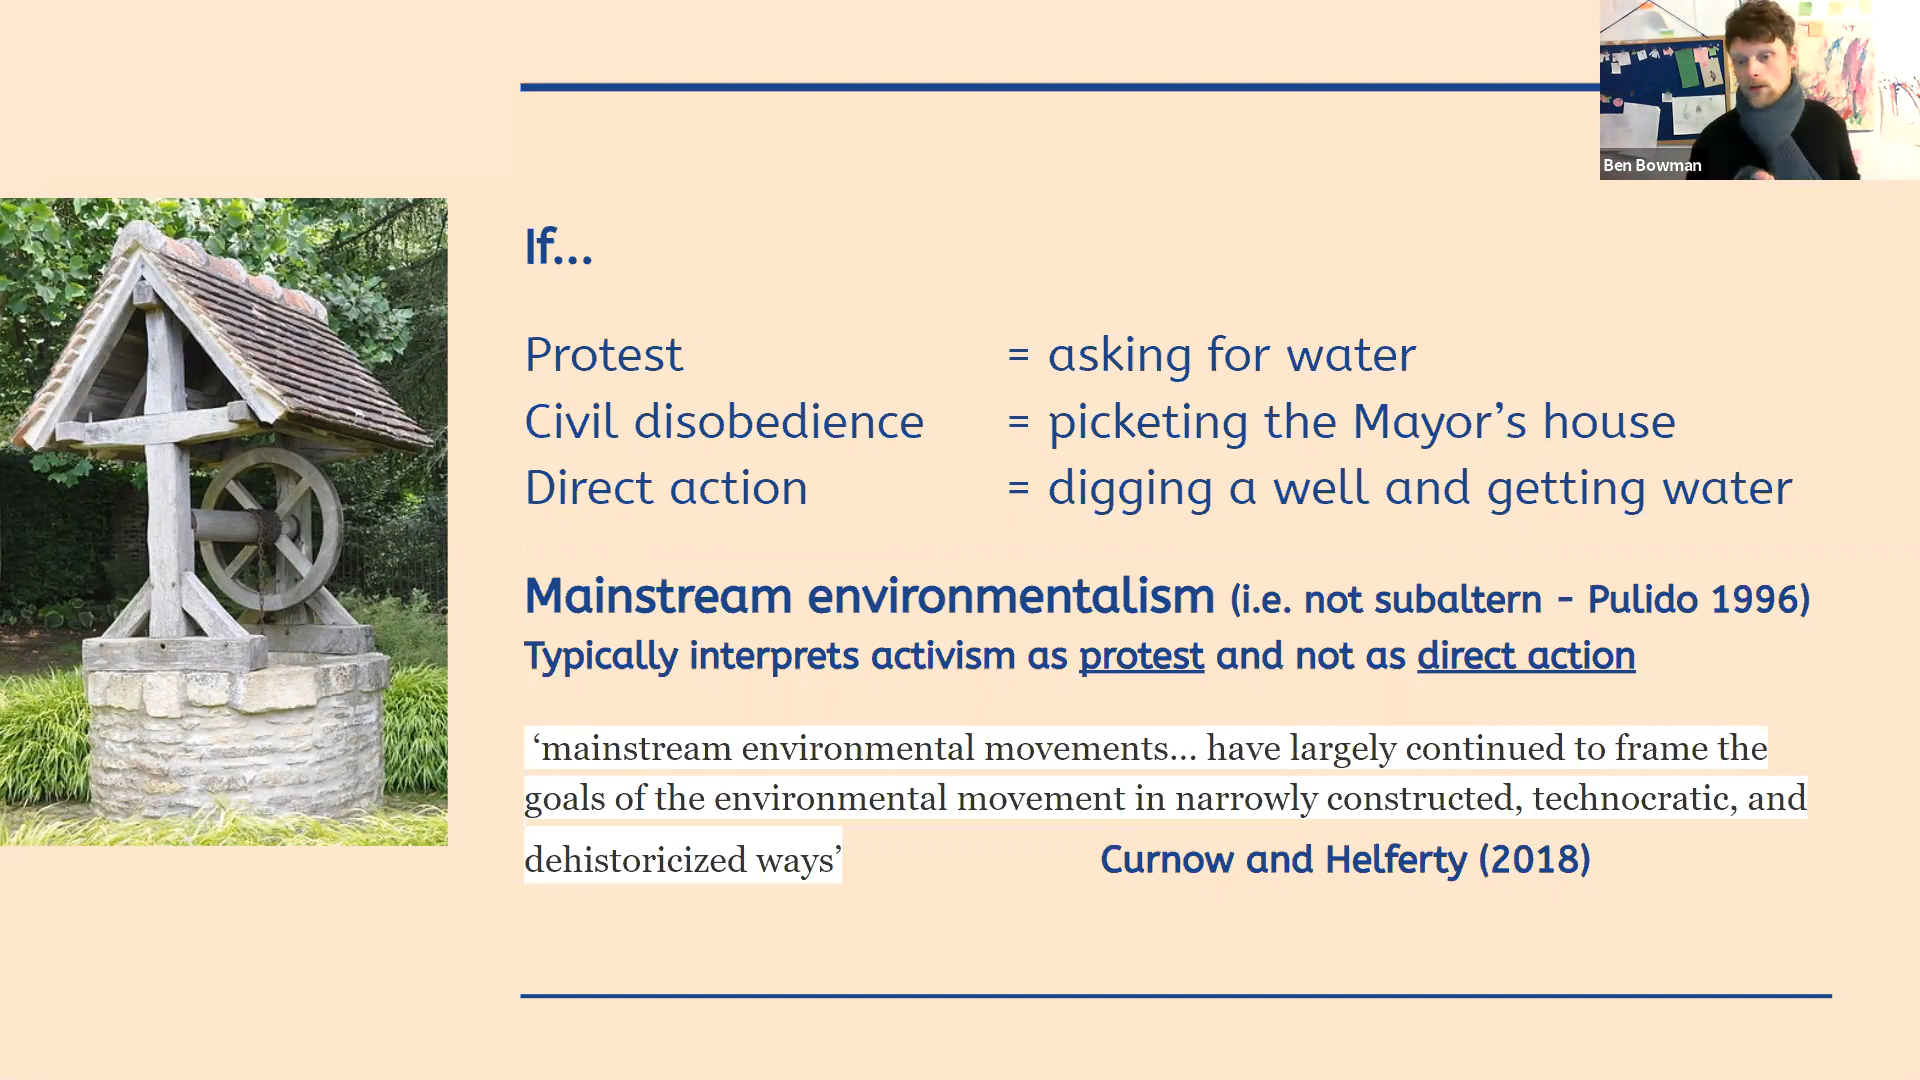 Ben Bowman
If...
Protest = asking for water
Civil disobedience = picketing the Mayor’s house
Direct action = digging a well and getting water
Mainstream environmentalism (i.e. not subaltern - Pulido 1996)
Typically interprets activism as protest and not as direct action
‘mainstream environmental movements... have largely continued to frame the
goals of the environmental movement in narrowly constructed, technocratic, and
dehistoricized ways’ Curnow and Helferty (2018)